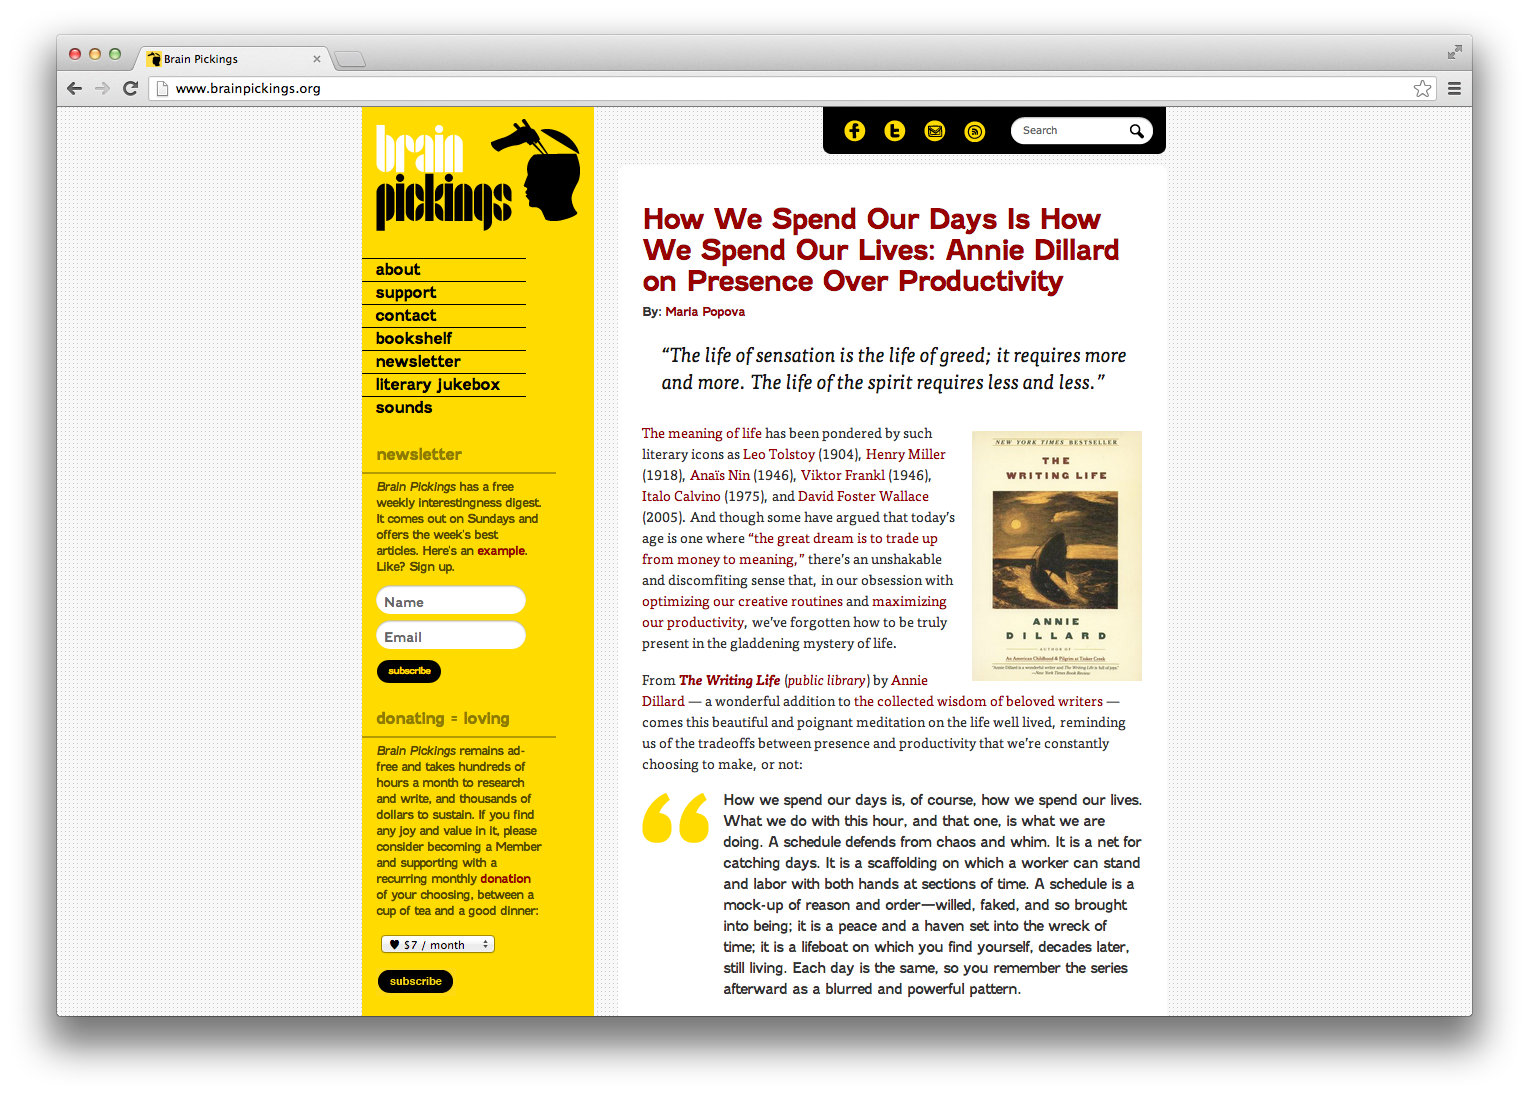 Brain Pickings
www.brainpickings.org
brain
pickings
about
support
contact
bookshelf
newsletter
literary jukebox
sounds
newsletter
Brain Pickings has a free
weekly interestingness digest.
It comes out on Sundays and
offers the week's best
articles. Here's an example.
Like? Sign up.
Name
Email
subscribe
donating = loving
Brain Pickings remains ad-
free and takes hundreds of
hours a month to research
and write, and thousands of
dollars to sustain. If you find
any joy and value in it, please
consider becoming a Member
and supporting with a
recurring monthly donation
of your choosing, between a
cup of tea and a good dinner:
♥ $7 / month
subscribe
Search
How We Spend Our Days Is How
We Spend Our Lives: Annie Dillard
on Presence Over Productivity
By: Maria Popova
“The life of sensation is the life of greed; it requires more
and more. The life of the spirit requires less and less.”
The meaning of life has been pondered by such
literary icons as Leo Tolstoy (1904), Henry Miller
(1918), Anaïs Nin (1946), Viktor Frankl (1946),
Italo Calvino (1975), and David Foster Wallace
(2005). And though some have argued that today’s
age is one where “the great dream is to trade up
from money to meaning,” there’s an unshakable
and discomfiting sense that, in our obsession with
optimizing our creative routines and maximizing
our productivity, we’ve forgotten how to be truly
present in the gladdening mystery of life.
NEW YORK TIMES BESTSELLER
THE
WRITING LIFE
ANNIE
DILLARD
AUTHOR OF
An American Childhood & Pilgrim at Tinker Creek
"Annie Dillard is a wonderful writer and The Writing Life is full of joys."
—New York Times Book Review
From The Writing Life (public library) by Annie
Dillard — a wonderful addition to the collected wisdom of beloved writers —
comes this beautiful and poignant meditation on the life well lived, reminding
us of the tradeoffs between presence and productivity that we’re constantly
choosing to make, or not:
“
How we spend our days is, of course, how we spend our lives.
What we do with this hour, and that one, is what we are
doing. A schedule defends from chaos and whim. It is a net for
catching days. It is a scaffolding on which a worker can stand
and labor with both hands at sections of time. A schedule is a
mock-up of reason and order—willed, faked, and so brought
into being; it is a peace and a haven set into the wreck of
time; it is a lifeboat on which you find yourself, decades later,
still living. Each day is the same, so you remember the series
afterward as a blurred and powerful pattern.